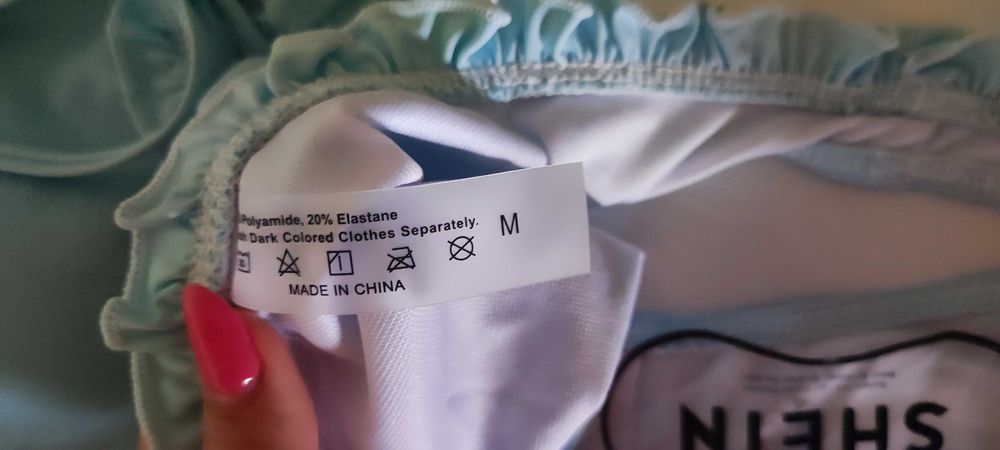 Polyamide, 20% Elastane
Dark Colored Clothes Separately.
M
MADE IN CHINA
SHEIN